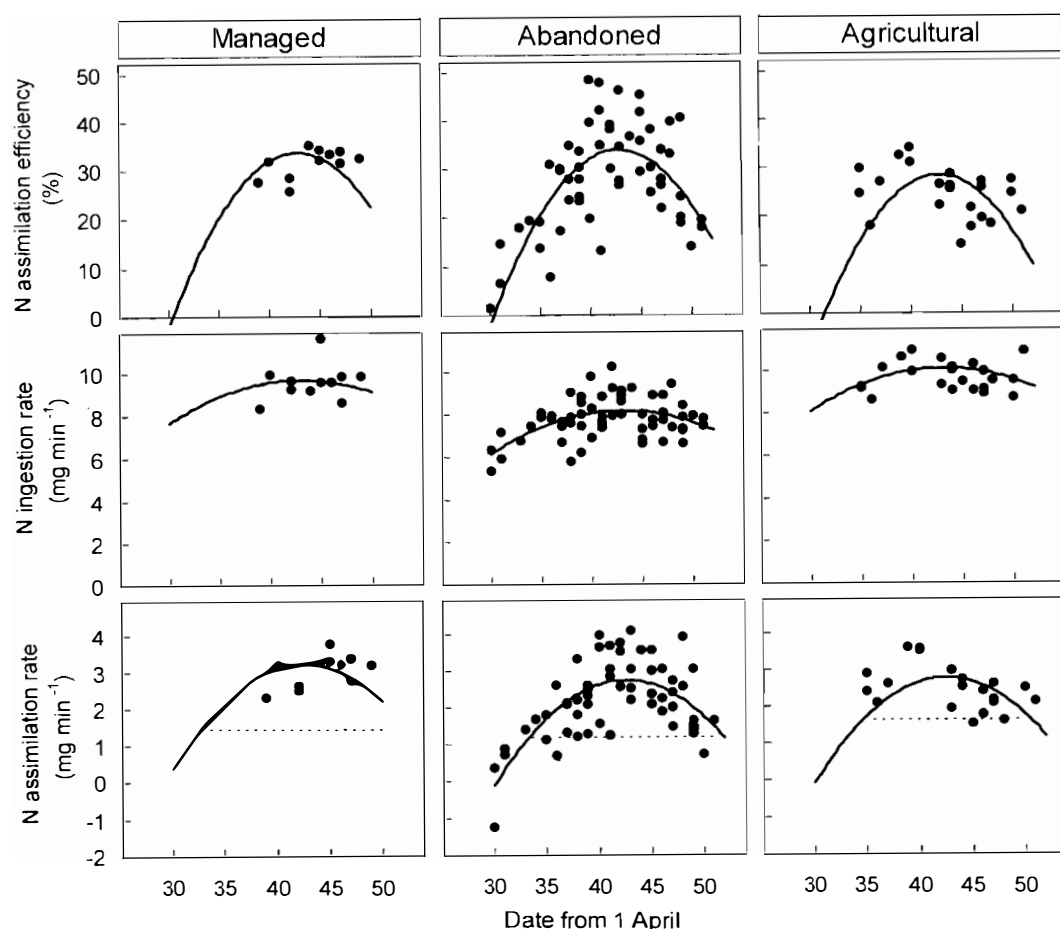 Managed
Abandoned
Agricultural
N assimilation efficiency
(%)
50
40
30
20
10
0
N ingestion rate
(mg min⁻¹)
10
8
6
4
2
0
N assimilation rate
(mg min⁻¹)
4
3
2
1
0
-1
-2
30 35 40 45 50
30 35 40 45 50
30 35 40 45 50
Date from 1 April